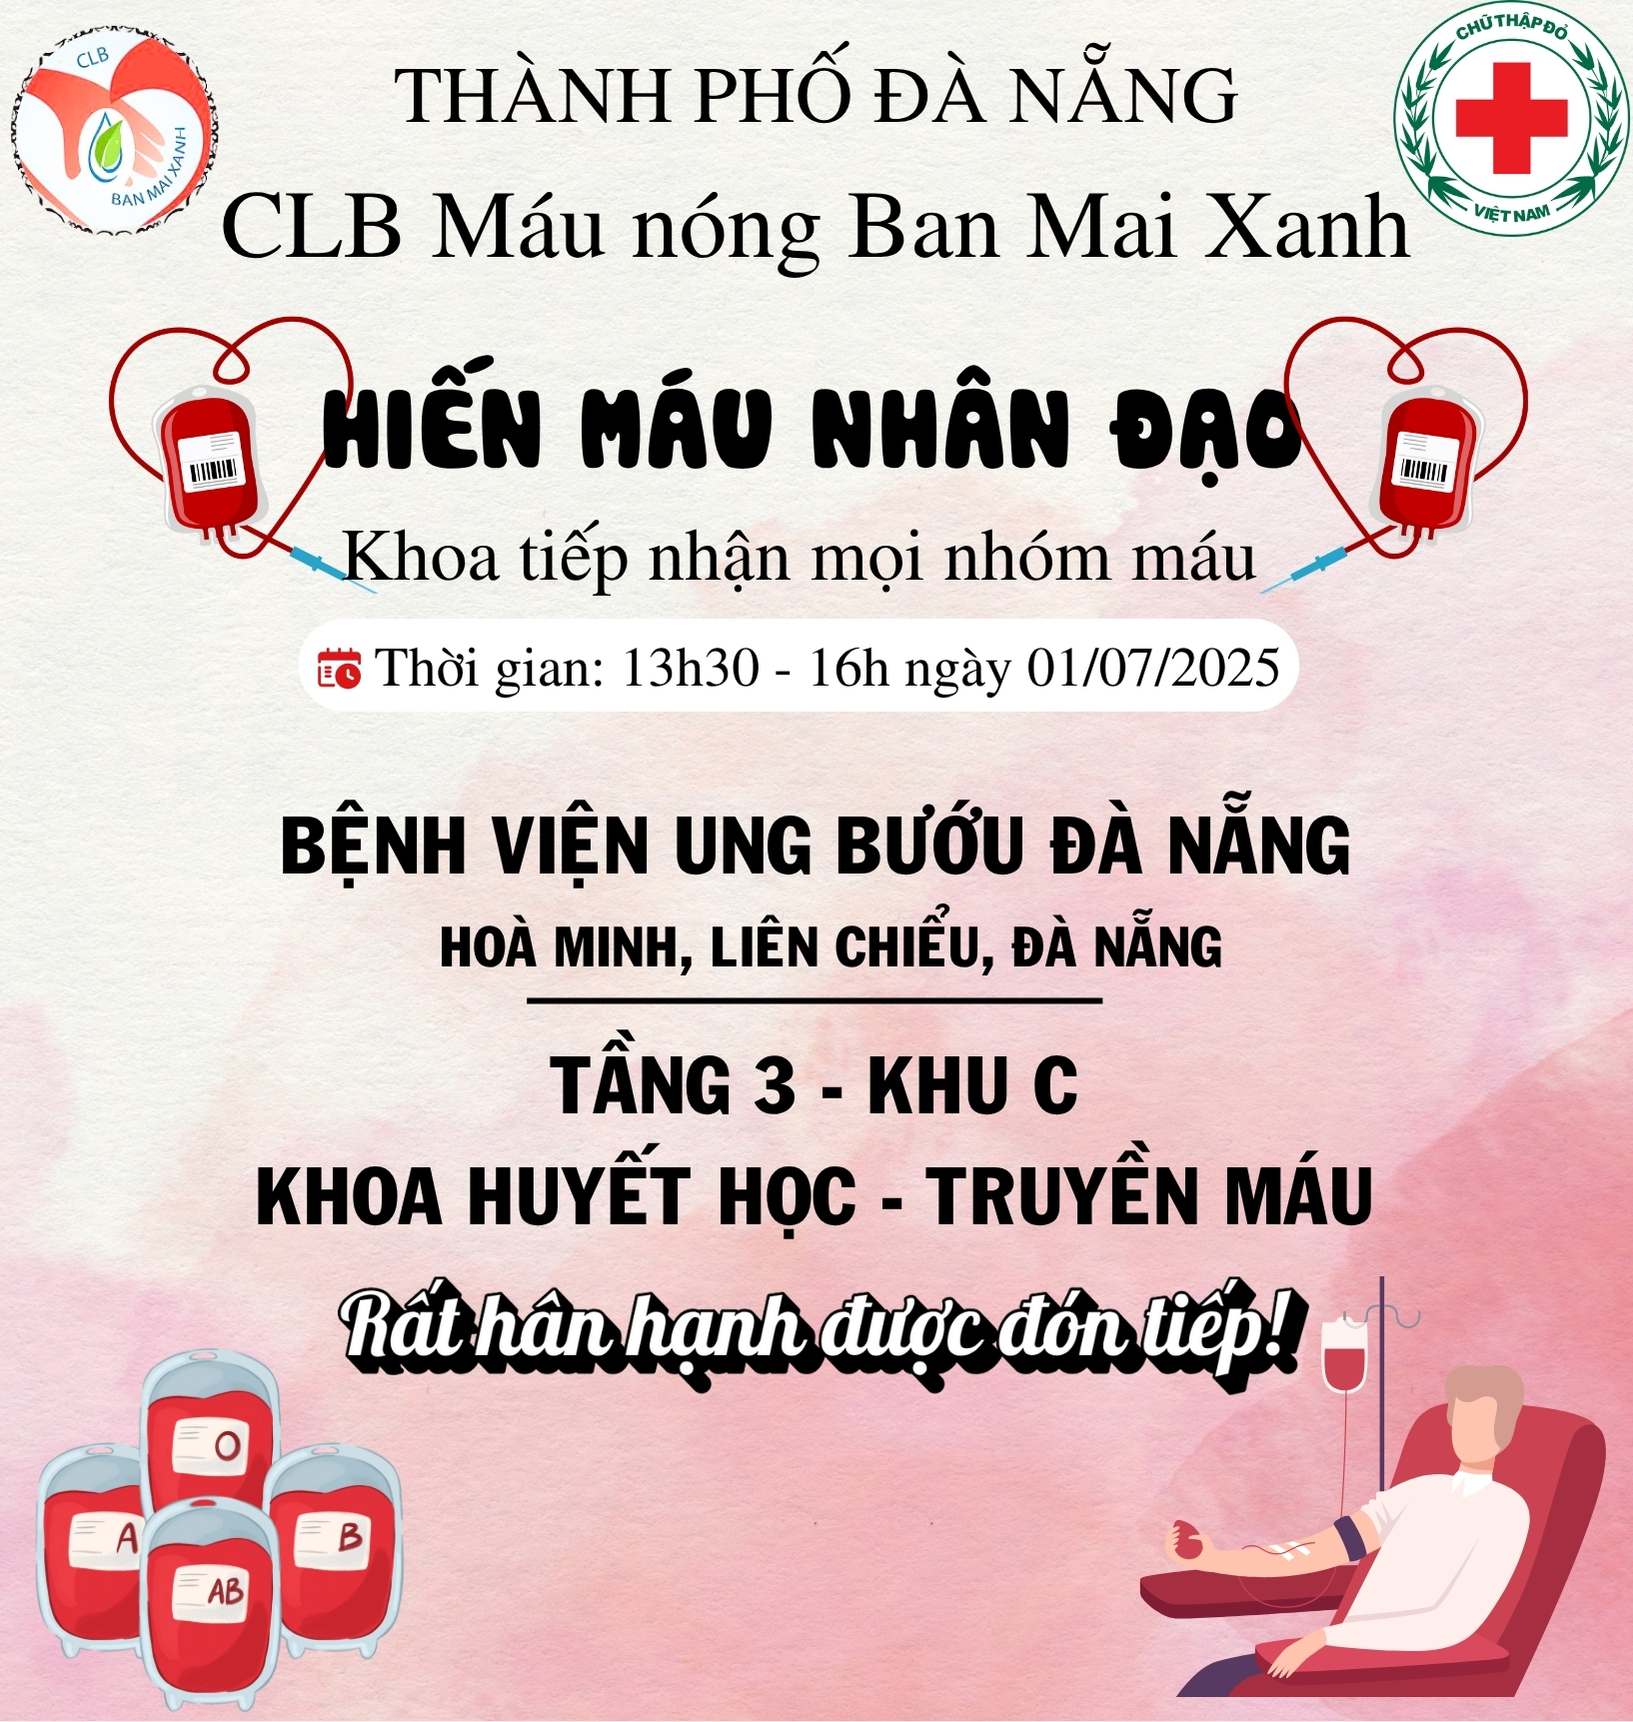 CLB
BAN MAI XANH
CHỮ THẬP ĐỎ
VIỆT NAM
THÀNH PHỐ ĐÀ NẴNG
CLB Máu nóng Ban Mai Xanh
HIẾN MÁU NHÂN ĐẠO
Khoa tiếp nhận mọi nhóm máu
Thời gian: 13h30 - 16h ngày 01/07/2025
BỆNH VIỆN UNG BƯỚU ĐÀ NẴNG
HOÀ MINH, LIÊN CHIỂU, ĐÀ NẴNG
TẦNG 3 - KHU C
KHOA HUYẾT HỌC - TRUYỀN MÁU
Rất hân hạnh được đón tiếp!
O
A
B
AB